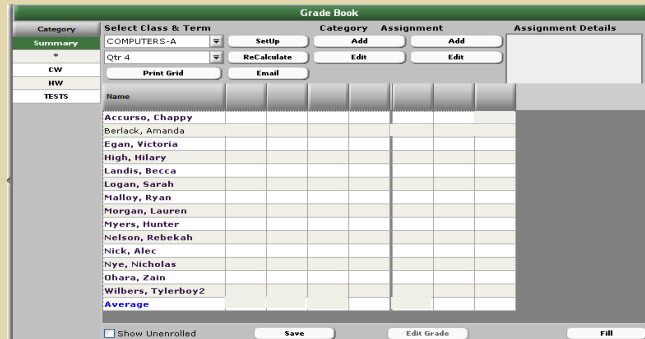 Grade Book
Category Select Class & Term Category Assignment Assignment Details
Summary COMPUTERS-A SetUp Add Add
* Qtr 4 ReCalculate Edit Edit
CW Print Grid Email
HW
TESTS Name
Accurso, Chappy
Berlack, Amanda
Egan, Victoria
High, Hilary
Landis, Becca
Logan, Sarah
Malloy, Ryan
Morgan, Lauren
Myers, Hunter
Nelson, Rebekah
Nick, Alec
Nye, Nicholas
Ohara, Zain
Wilbers, Tylerboy2
Average
Show Unenrolled Save Edit Grade Fill